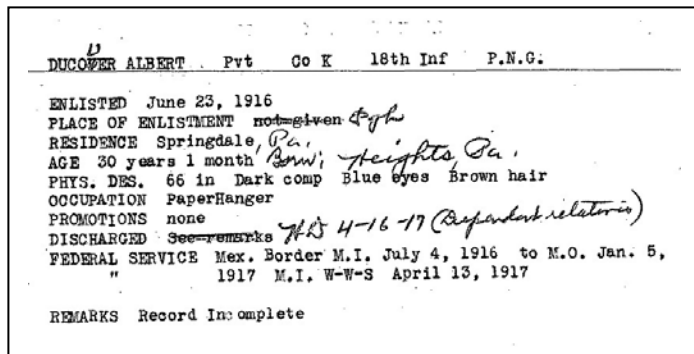 DUCOVER ALBERT Pvt Co K 18th Inf P.N.G.
ENLISTED June 23, 1916
PLACE OF ENLISTMENT not given Pgh
RESIDENCE Springdale, Pa.
AGE 30 years 1 month Born: Heights, Pa.
PHYS. DES. 66 in Dark comp Blue eyes Brown hair
OCCUPATION PaperHanger
PROMOTIONS none
DISCHARGED See remarks HD 4-16-17 (Dependent relatives)
FEDERAL SERVICE Mex. Border M.I. July 4, 1916 to M.O. Jan. 5,
" 1917 M.I. W-W-S April 13, 1917
REMARKS Record Incomplete